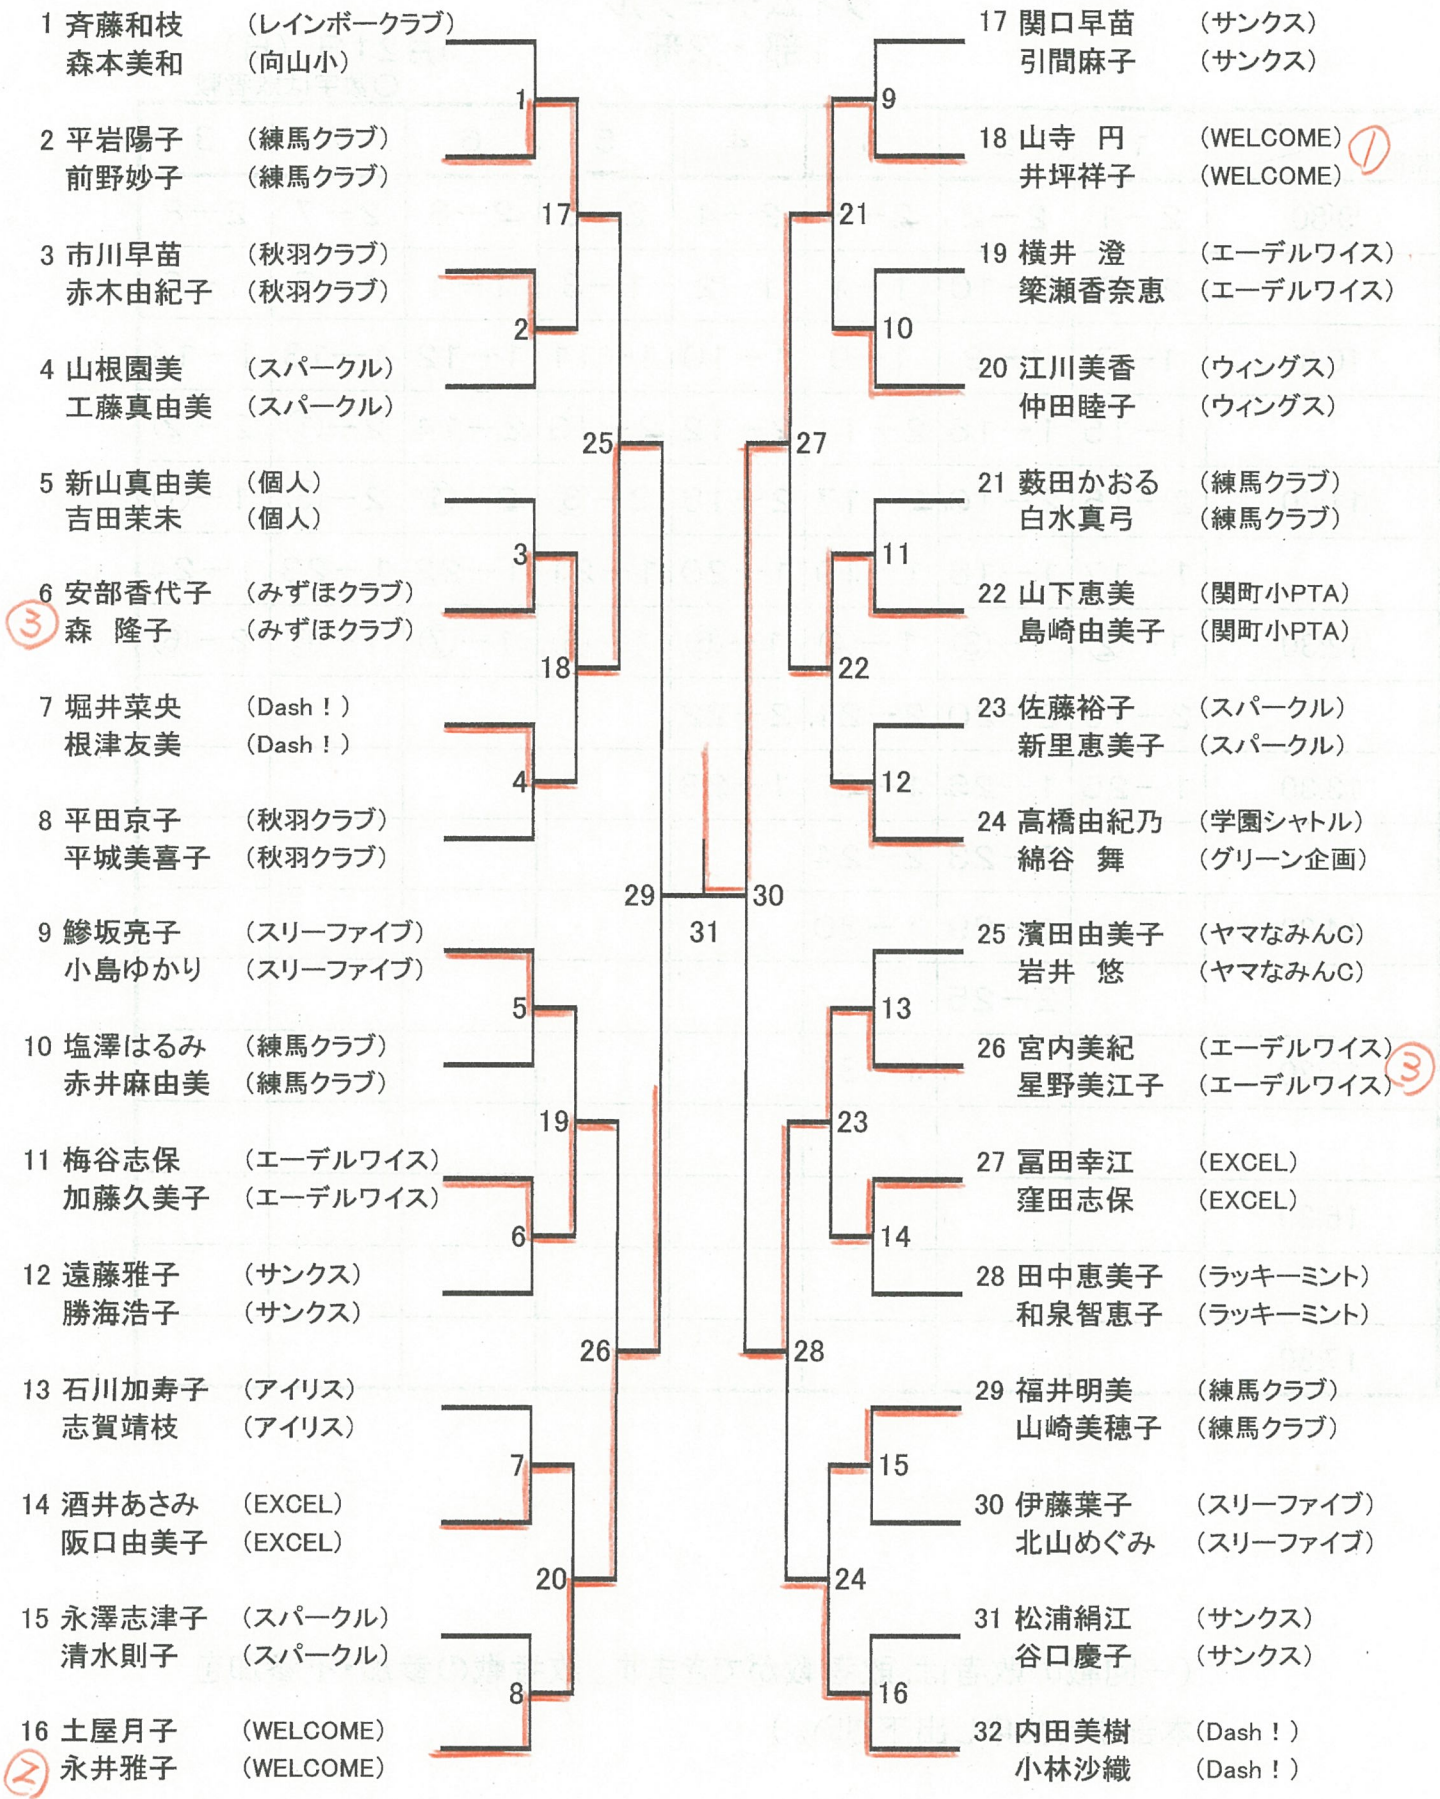 1 斉藤和枝 (レインボークラブ)
森本美和 (向山小)
2 平岩陽子 (練馬クラブ)
前野妙子 (練馬クラブ)
3 市川早苗 (秋羽クラブ)
赤木由紀子 (秋羽クラブ)
4 山根園美 (スパークル)
工藤真由美 (スパークル)
5 新山真由美 (個人)
吉田茉未 (個人)
6 安部香代子 (みずほクラブ)
③ 森 隆子 (みずほクラブ)
7 堀井菜央 (Dash!)
根津友美 (Dash!)
8 平田京子 (秋羽クラブ)
平城美喜子 (秋羽クラブ)
9 鰺坂亮子 (スリーファイブ)
小島ゆかり (スリーファイブ)
10 塩澤はるみ (練馬クラブ)
赤井麻由美 (練馬クラブ)
11 梅谷志保 (エーデルワイス)
加藤久美子 (エーデルワイス)
12 遠藤雅子 (サンクス)
勝海浩子 (サンクス)
13 石川加寿子 (アイリス)
志賀靖枝 (アイリス)
14 酒井あさみ (EXCEL)
阪口由美子 (EXCEL)
15 永澤志津子 (スパークル)
清水則子 (スパークル)
16 土屋月子 (WELCOME)
② 永井雅子 (WELCOME)
1
2
3
4
5
6
7
8
17
18
19
20
25
26
29
31
30
27
28
21
22
23
24
9
10
11
12
13
14
15
16
17 関口早苗 (サンクス)
引間麻子 (サンクス)
18 山寺 円 (WELCOME) ①
井坪祥子 (WELCOME)
19 横井 澄 (エーデルワイス)
簗瀬香奈恵 (エーデルワイス)
20 江川美香 (ウィングス)
仲田睦子 (ウィングス)
21 薮田かおる (練馬クラブ)
白水真弓 (練馬クラブ)
22 山下恵美 (関町小PTA)
島崎由美子 (関町小PTA)
23 佐藤裕子 (スパークル)
新里恵美子 (スパークル)
24 高橋由紀乃 (学園シャトル)
綿谷 舞 (グリーン企画)
25 濱田由美子 (ヤマなみんC)
岩井 悠 (ヤマなみんC)
26 宮内美紀 (エーデルワイス) ③
星野美江子 (エーデルワイス)
27 冨田幸江 (EXCEL)
窪田志保 (EXCEL)
28 田中恵美子 (ラッキーミント)
和泉智恵子 (ラッキーミント)
29 福井明美 (練馬クラブ)
山崎美穂子 (練馬クラブ)
30 伊藤葉子 (スリーファイブ)
北山めぐみ (スリーファイブ)
31 松浦絹江 (サンクス)
谷口慶子 (サンクス)
32 内田美樹 (Dash!)
小林沙織 (Dash!)